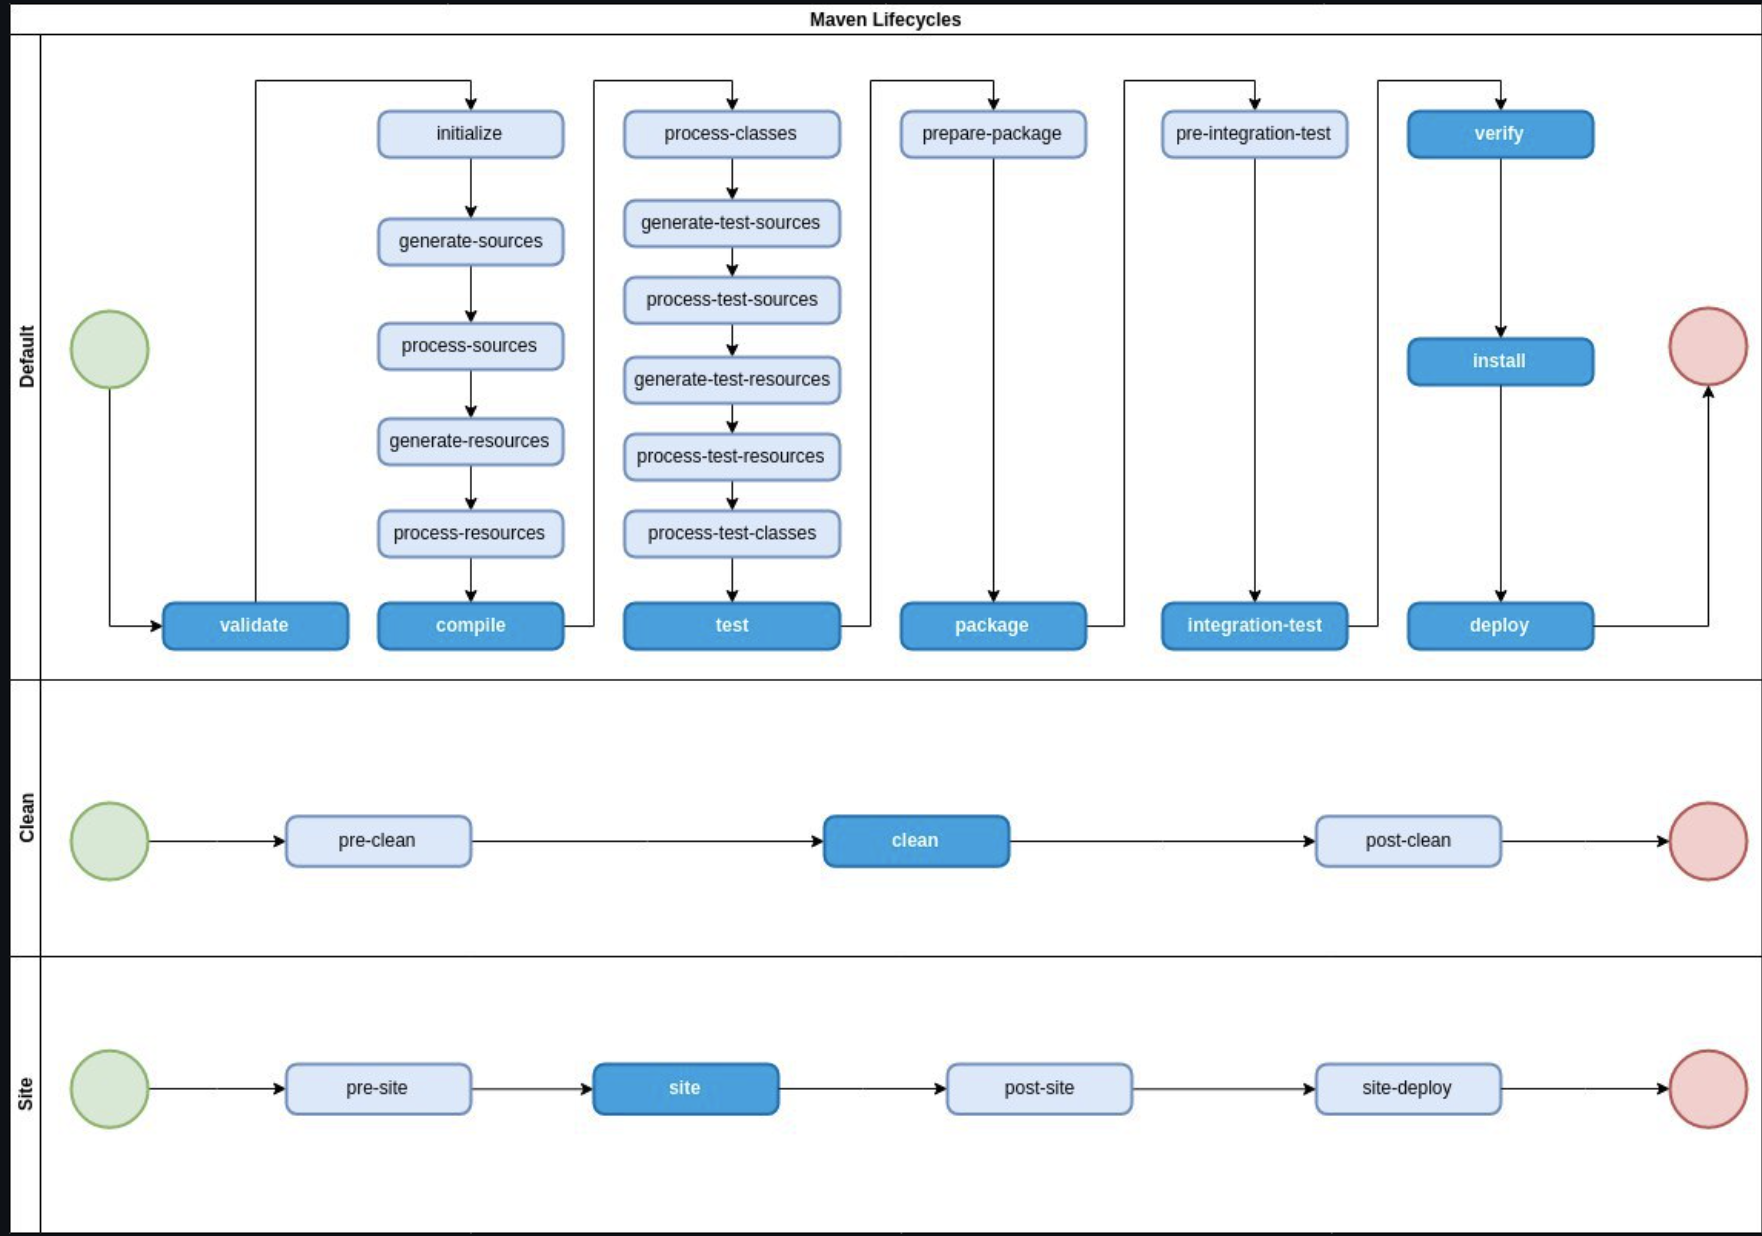 Maven Lifecycles
Default
validate
initialize
generate-sources
process-sources
generate-resources
process-resources
compile
process-classes
generate-test-sources
process-test-sources
generate-test-resources
process-test-resources
process-test-classes
test
prepare-package
package
pre-integration-test
integration-test
verify
install
deploy
Clean
pre-clean
clean
post-clean
Site
pre-site
site
post-site
site-deploy